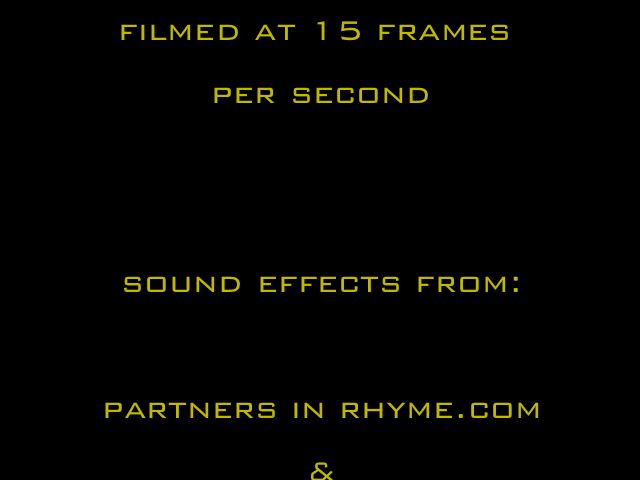 FILMED AT 15 FRAMES
PER SECOND
SOUND EFFECTS FROM:
PARTNERS IN RHYME.COM
&